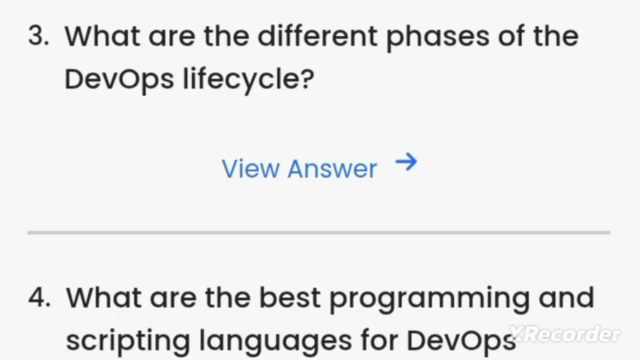 3. What are the different phases of the
DevOps lifecycle?
View Answer →
4. What are the best programming and
scripting languages for DevOps
XRecorder